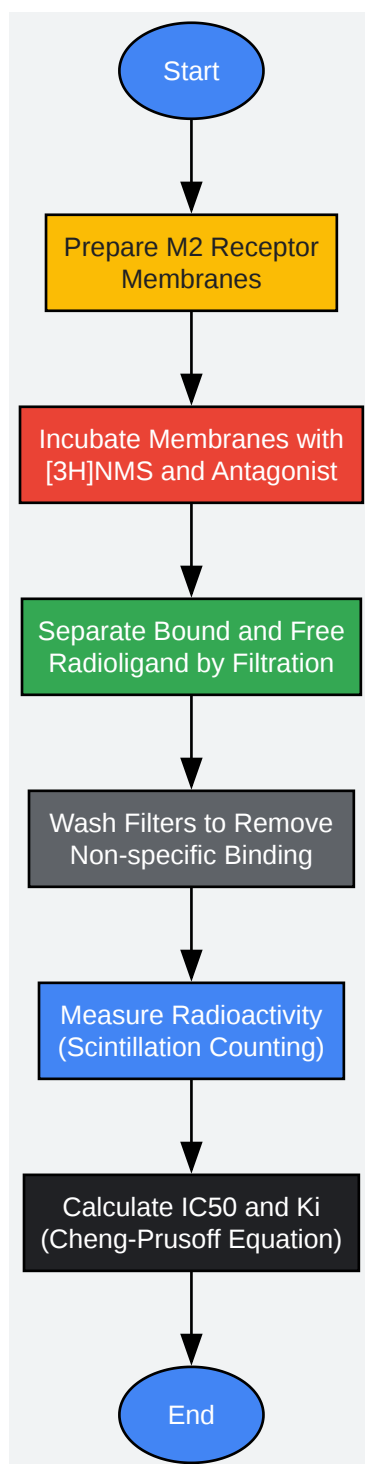 Start
Prepare M2 Receptor
Membranes
Incubate Membranes with
[3H]NMS and Antagonist
Separate Bound and Free
Radioligand by Filtration
Wash Filters to Remove
Non-specific Binding
Measure Radioactivity
(Scintillation Counting)
Calculate IC50 and Ki
(Cheng-Prusoff Equation)
End